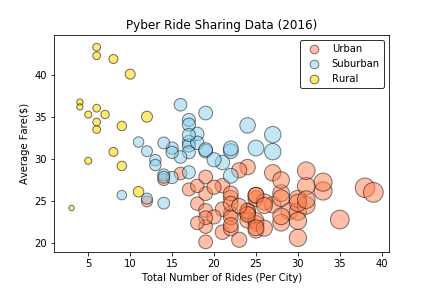 Pyber Ride Sharing Data (2016)
Urban
Suburban
Rural
40
35
30
25
20
Average Fare($)
5
10
15
20
25
30
35
40
Total Number of Rides (Per City)